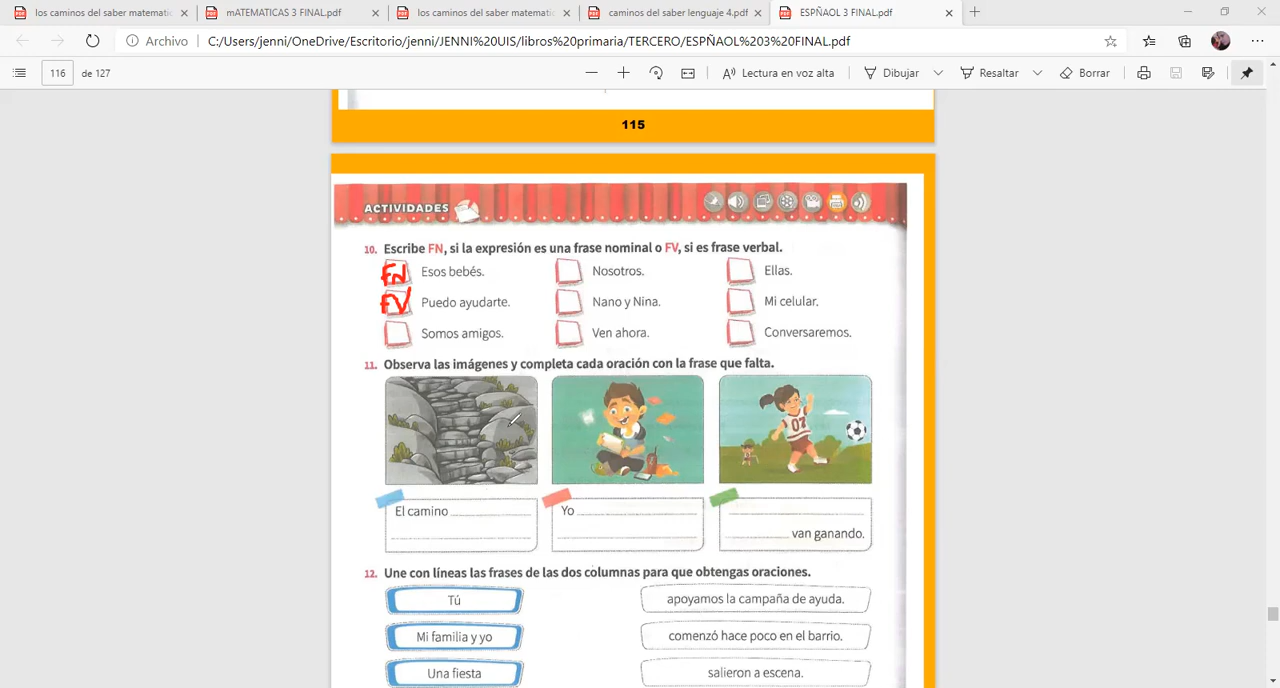 los caminos del saber matematic
mATEMATICAS 3 FINAL.pdf
los caminos del saber matematic
caminos del saber lenguaje 4.pdf
ESPÑAOL 3 FINAL.pdf
Archivo
C:/Users/jenni/OneDrive/Escritorio/jenni/JENNI%20UIS/libros%20primaria/TERCERO/ESPÑAOL%203%20FINAL.pdf
116 de 127
Lectura en voz alta
Dibujar
Resaltar
Borrar
115
ACTIVIDADES
10. Escribe FN, si la expresión es una frase nominal o FV, si es frase verbal.
FN Esos bebés.
Nosotros.
Ellas.
FV Puedo ayudarte.
Nano y Nina.
Mi celular.
Somos amigos.
Ven ahora.
Conversaremos.
11. Observa las imágenes y completa cada oración con la frase que falta.
07
El camino
Yo
van ganando.
12. Une con líneas las frases de las dos columnas para que obtengas oraciones.
Tú
apoyamos la campaña de ayuda.
Mi familia y yo
comenzó hace poco en el barrio.
Una fiesta
salieron a escena.